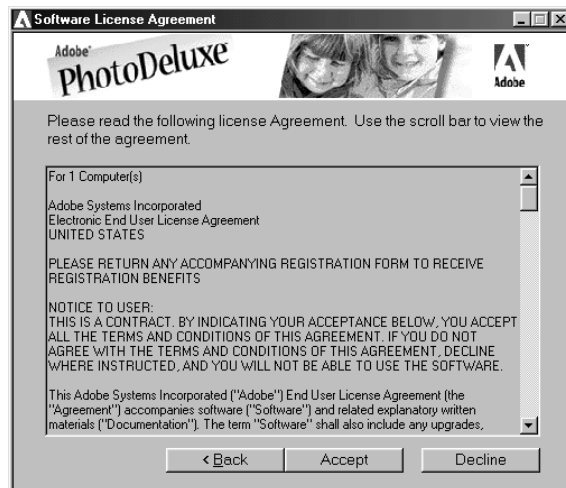 Software License Agreement
Adobe®
PhotoDeluxe
Adobe
Please read the following license Agreement. Use the scroll bar to view the
rest of the agreement.
For 1 Computer(s)
Adobe Systems Incorporated
Electronic End User License Agreement
UNITED STATES
PLEASE RETURN ANY ACCOMPANYING REGISTRATION FORM TO RECEIVE
REGISTRATION BENEFITS
NOTICE TO USER:
THIS IS A CONTRACT. BY INDICATING YOUR ACCEPTANCE BELOW, YOU ACCEPT
ALL THE TERMS AND CONDITIONS OF THIS AGREEMENT. IF YOU DO NOT
AGREE WITH THE TERMS AND CONDITIONS OF THIS AGREEMENT, DECLINE
WHERE INSTRUCTED, AND YOU WILL NOT BE ABLE TO USE THE SOFTWARE.
This Adobe Systems Incorporated ("Adobe") End User License Agreement (the
"Agreement") accompanies software ("Software") and related explanatory written
materials ("Documentation"). The term "Software" shall also include any upgrades,
< Back Accept Decline